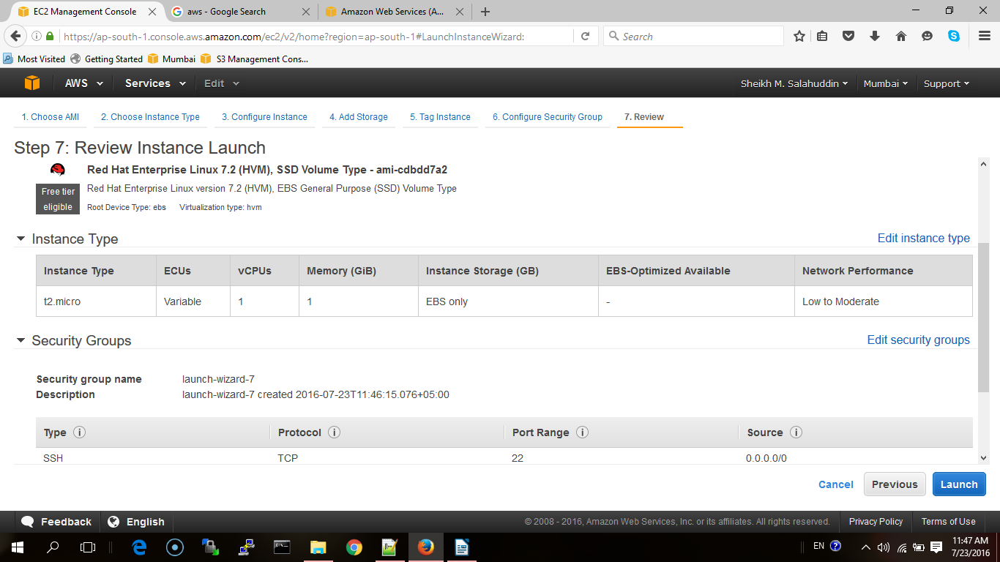 EC2 Management Console
aws - Google Search
Amazon Web Services (A...
https://ap-south-1.console.aws.amazon.com/ec2/v2/home?region=ap-south-1#LaunchInstanceWizard:
Search
Most Visited Getting Started Mumbai S3 Management Cons...
AWS Services Edit Sheikh M. Salahuddin Mumbai Support
1. Choose AMI 2. Choose Instance Type 3. Configure Instance 4. Add Storage 5. Tag Instance 6. Configure Security Group 7. Review
Step 7: Review Instance Launch
Red Hat Enterprise Linux 7.2 (HVM), SSD Volume Type - ami-cdbdd7a2
Free tier eligible
Red Hat Enterprise Linux version 7.2 (HVM), EBS General Purpose (SSD) Volume Type
Root Device Type: ebs Virtualization type: hvm
Instance Type Edit instance type
Instance Type ECUs vCPUs Memory (GiB) Instance Storage (GB) EBS-Optimized Available Network Performance
t2.micro Variable 1 1 EBS only - Low to Moderate
Security Groups Edit security groups
Security group name launch-wizard-7
Description launch-wizard-7 created 2016-07-23T11:46:15.076+05:00
Type Protocol Port Range Source
SSH TCP 22 0.0.0.0/0
Cancel Previous Launch
Feedback English © 2008 - 2016, Amazon Web Services, Inc. or its affiliates. All rights reserved. Privacy Policy Terms of Use
EN 11:47 AM
7/23/2016